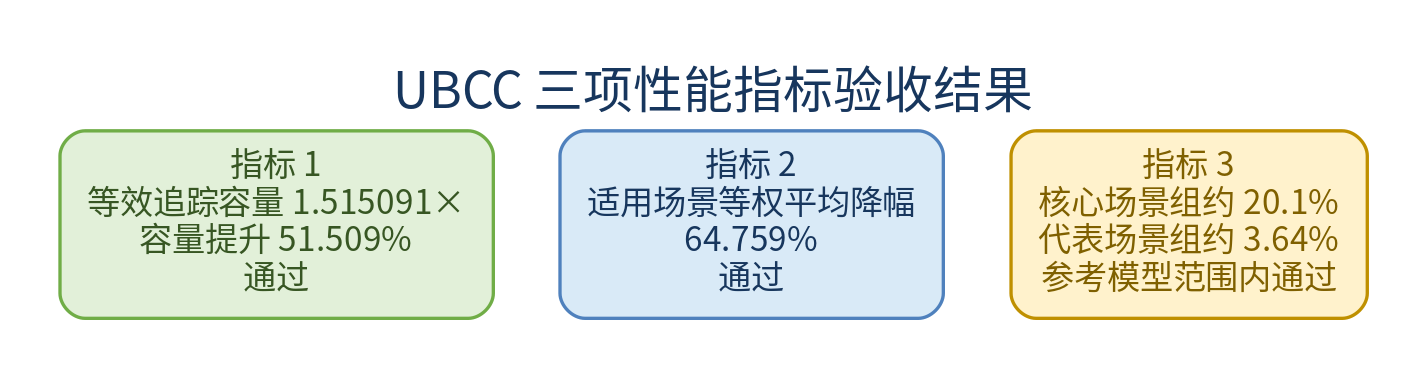 UBCC 三项性能指标验收结果
指标 1
等效追踪容量 1.515091×
容量提升 51.509%
通过
指标 2
适用场景等权平均降幅
64.759%
通过
指标 3
核心场景组约 20.1%
代表场景组约 3.64%
参考模型范围内通过